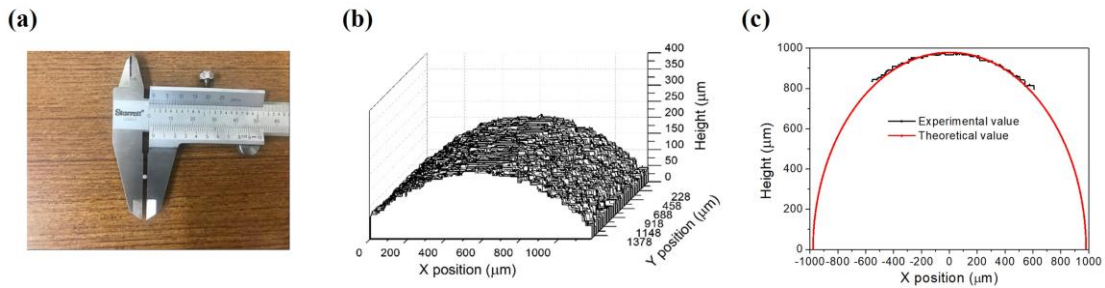 (a)
(b)
(c)
Starrett
400
350
300
250
200
150
100
50
0
Height (μm
228
458
688
918
1148
1378
Y position (μm)
0 200 400 600 800 1000
X position (μm)
1000
800
600
400
200
0
Height (μm)
Experimental value
Theoretical value
-1000 -800 -600 -400 -200 0 200 400 600 800 1000
X position (μm)